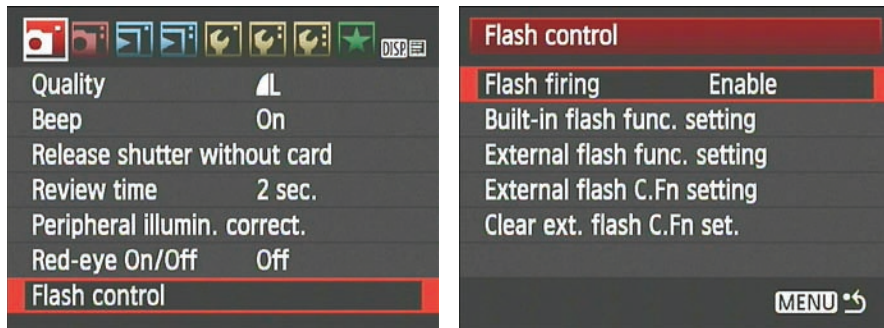 DISP.
Quality L
Beep On
Release shutter without card
Review time 2 sec.
Peripheral illumin. correct.
Red-eye On/Off Off
Flash control
Flash control
Flash firing Enable
Built-in flash func. setting
External flash func. setting
External flash C.Fn setting
Clear ext. flash C.Fn set.
MENU